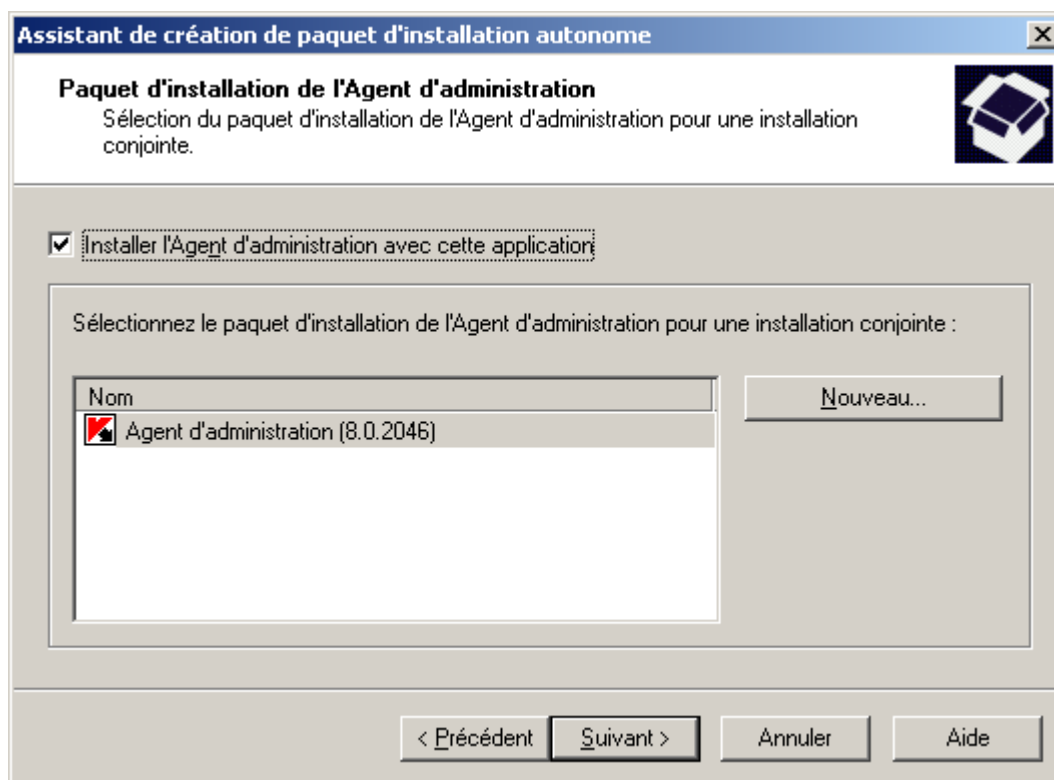 Assistant de création de paquet d'installation autonome
Paquet d'installation de l'Agent d'administration
Sélection du paquet d'installation de l'Agent d'administration pour une installation
conjointe.
Installer l'Agent d'administration avec cette application
Sélectionnez le paquet d'installation de l'Agent d'administration pour une installation conjointe :
Nom
Nouveau...
Agent d'administration (8.0.2046)
< Précédent
Suivant >
Annuler
Aide